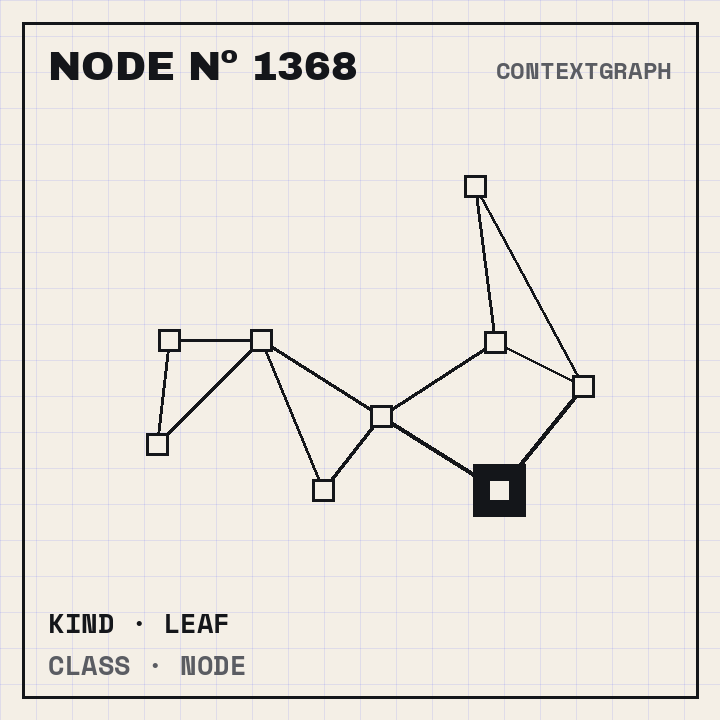 NODE Nº 1368
CONTEXTGRAPH
KIND · LEAF
CLASS · NODE